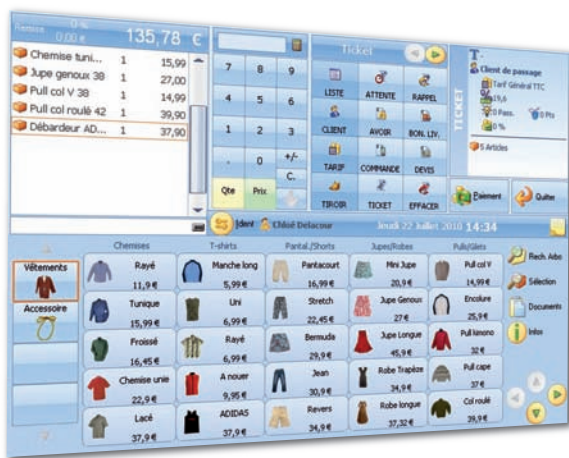 Remise 0 %
0,00 €
135,78 €
Chemise tuni... 1 15,99
Jupe genoux 38 1 27,00
Pull col V 38 1 14,99
Pull col roulé 42 1 39,90
Débardeur AD... 1 37,90
7 8 9
4 5 6
1 2 3
. 0 +/-
C.
Qte Prix
Ticket
LISTE ATTENTE RAPPEL
CLIENT AVOIR BON. LIV.
TARIF COMMANDE DEVIS
TIROIR TICKET EFFACER
TICKET
T-
Client de passage
Tarif Général TTC
19,6
0 Pass. 0 Pts
0 %
5 Articles
Paiement Quitter
Ident Chloé Delacour Jeudi 22 Juillet 2010 14:34
Vêtements
Accessoire
Chemises T-shirts Pantal./Shorts Jupes/Robes Pulls/Gilets
Rayé Manche long Pantacourt Mini Jupe Pull col V
11,9 € 5,99 € 16,99 € 20,9 € 14,99 €
Tunique Uni Stretch Jupe Genous Encolure
15,99 € 6,99 € 22,45 € 27 € 25,9 €
Froissé Rayé Bermuda Jupe Longue Pull kimono
16,45 € 6,99 € 29,9 € 45,9 € 32 €
Chemise unie A nouer Jean Robe Trapèze Pull cape
22,9 € 9,95 € 30,9 € 34,9 € 37 €
Lacé ADIDAS Revers Robe longue Col roulé
37,9 € 37,9 € 34,9 € 37,32 € 39,9 €
Rech. Arbo
Sélection
Documents
Infos